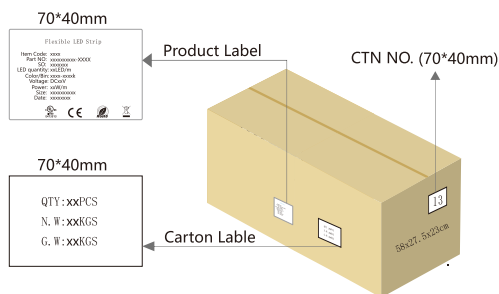 70*40mm
Flexible LED Strip
Item Code: xxxx
Part NO: xxxxxxxxxx-XXXX
SO: xxxxxxx
LED quantity:xxLED/m
Color/Bin: xxxx-xxxxk
Voltage: DCxxV
Power: xxW/m
Size: xxxxxxxxxx
Date: xxxxxxxx
CE
RoHS
Product Label
CTN NO. (70*40mm)
70*40mm
QTY:xxPCS
N.W:xxKGS
G.W:xxKGS
Carton Lable
13
58x27.5x23cm